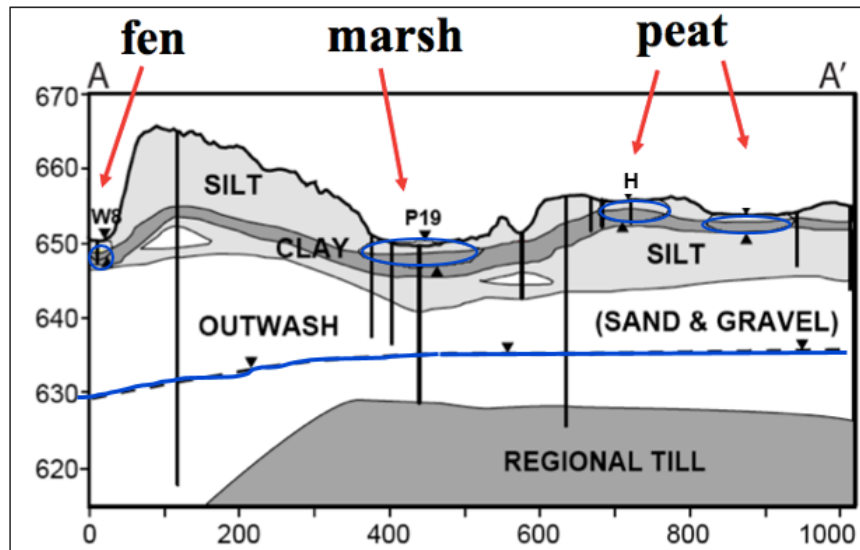 fen marsh peat
A A'
670
660
H
SILT
W8 P19
650
CLAY SILT
640
OUTWASH (SAND & GRAVEL)
630
REGIONAL TILL
620
0 200 400 600 800 1000